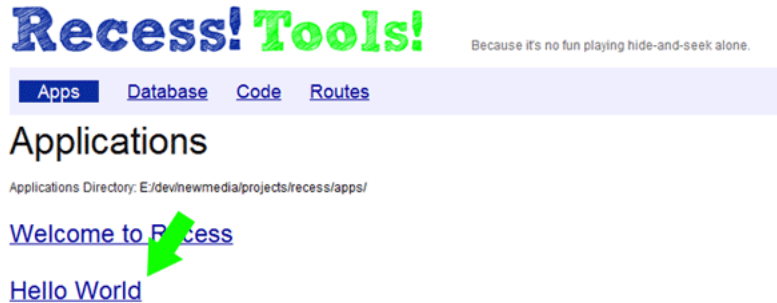 Recess! Tools!
Because it's no fun playing hide-and-seek alone.
Apps Database Code Routes
Applications
Applications Directory: E:/dev/newmedia/projects/recess/apps/
Welcome to Recess
Hello World